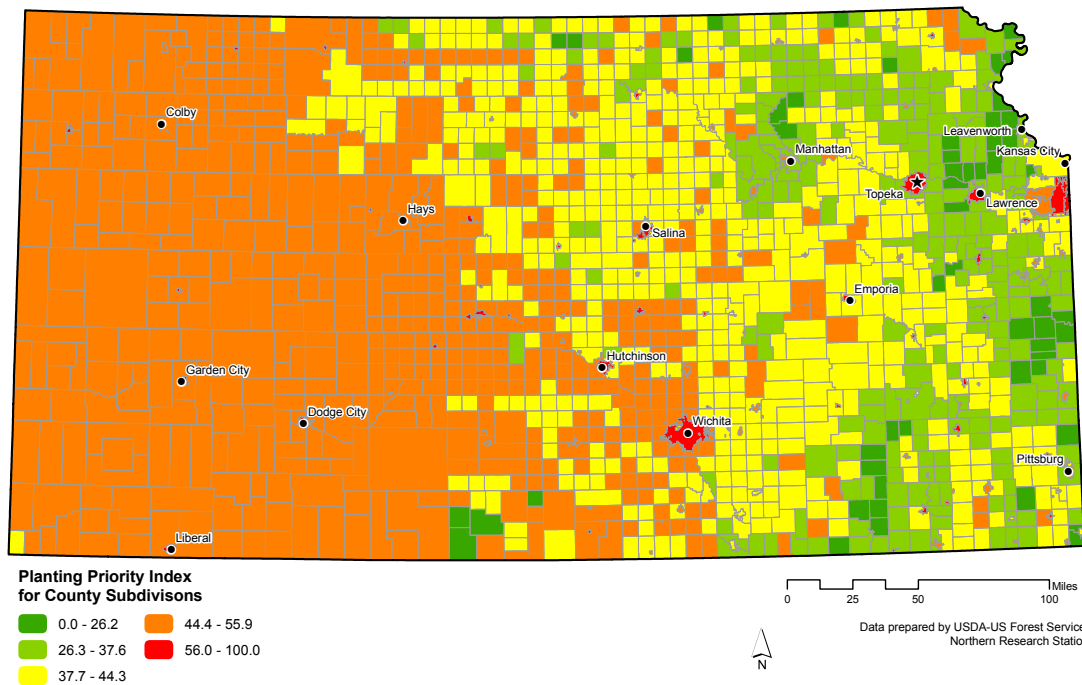 Colby
Leavenworth
Manhattan
Kansas City
Topeka
Lawrence
Hays
Salina
Emporia
Hutchinson
Garden City
Dodge City
Wichita
Pittsburg
Liberal
Planting Priority Index
for County Subdivisons
0.0 - 26.2
44.4 - 55.9
26.3 - 37.6
56.0 - 100.0
37.7 - 44.3
Miles
0 25 50 100
Data prepared by USDA-US Forest Service
Northern Research Statio
N